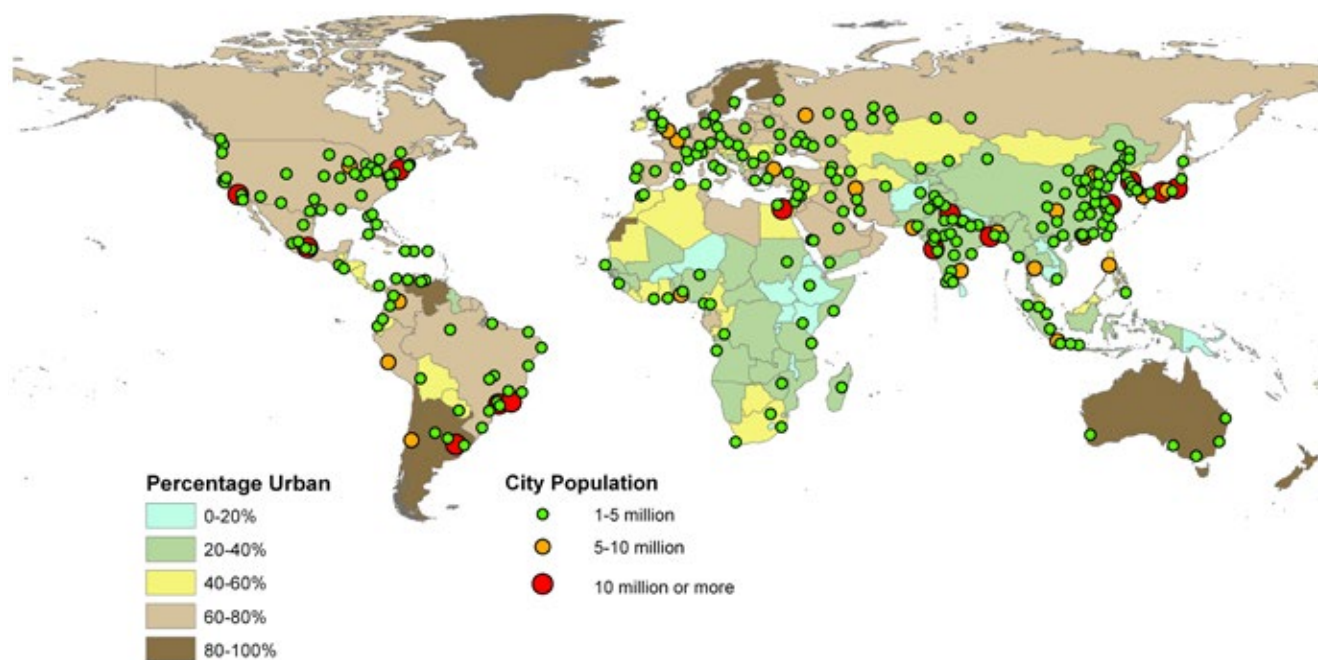 Percentage Urban
0-20%
20-40%
40-60%
60-80%
80-100%
City Population
1-5 million
5-10 million
10 million or more